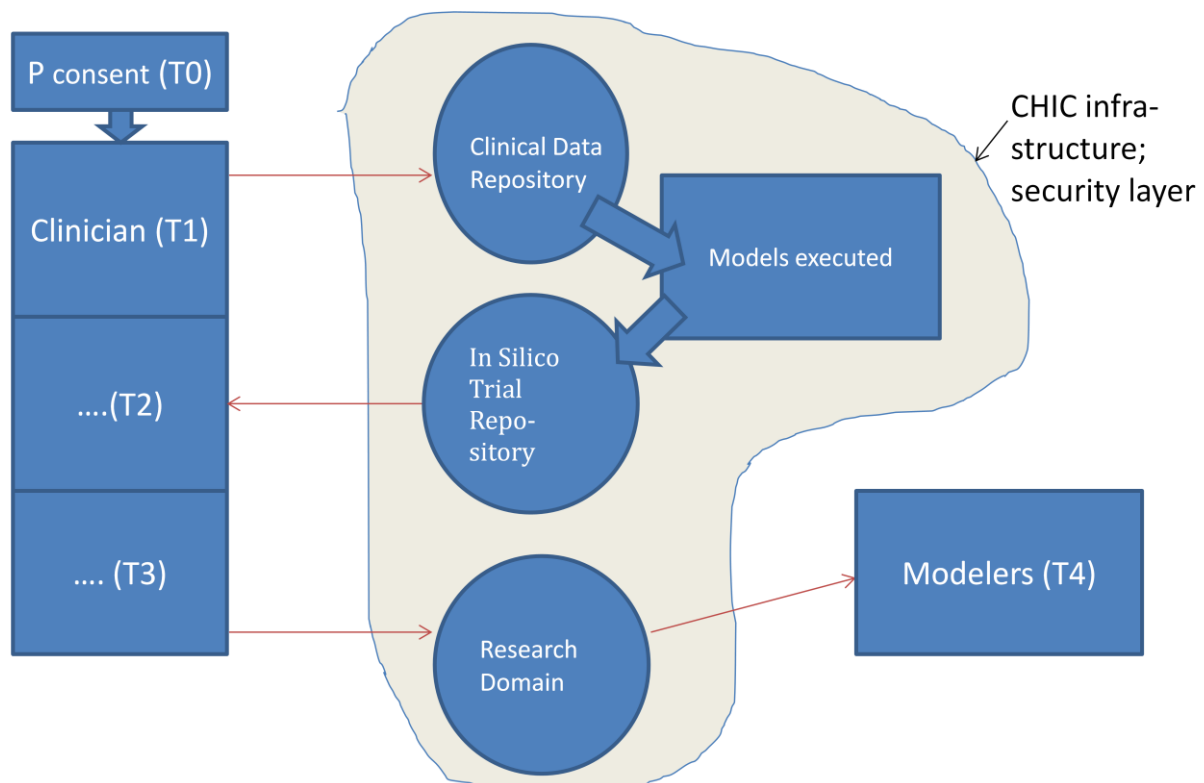 P consent (T0)
Clinician (T1)
....(T2)
.... (T3)
Clinical Data
Repository
Models executed
In Silico
Trial
Repo-
sitory
Research
Domain
CHIC infra-
structure;
security layer
Modelers (T4)